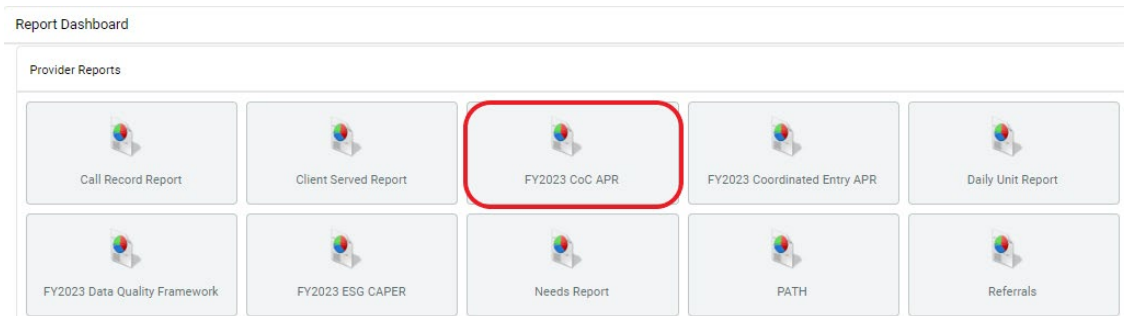 Report Dashboard
Provider Reports
Call Record Report
Client Served Report
FY2023 CoC APR
FY2023 Coordinated Entry APR
Daily Unit Report
FY2023 Data Quality Framework
FY2023 ESG CAPER
Needs Report
PATH
Referrals